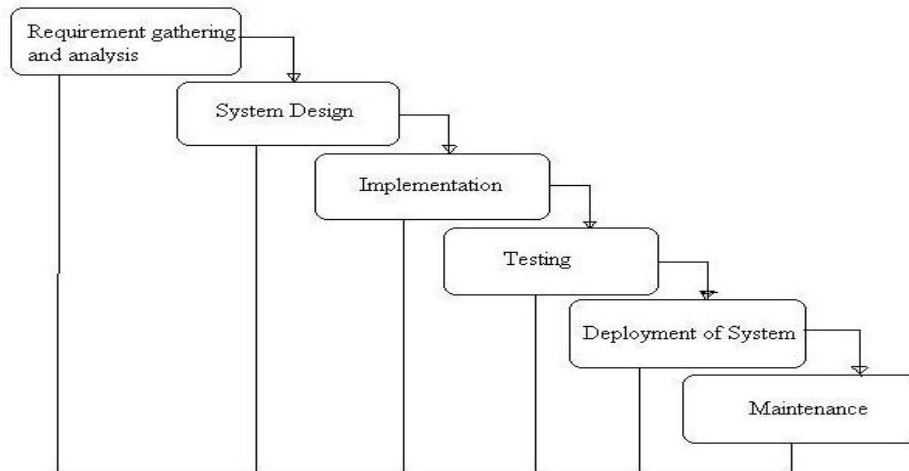 Requirement gathering
and analysis
System Design
Implementation
Testing
Deployment of System
Maintenance